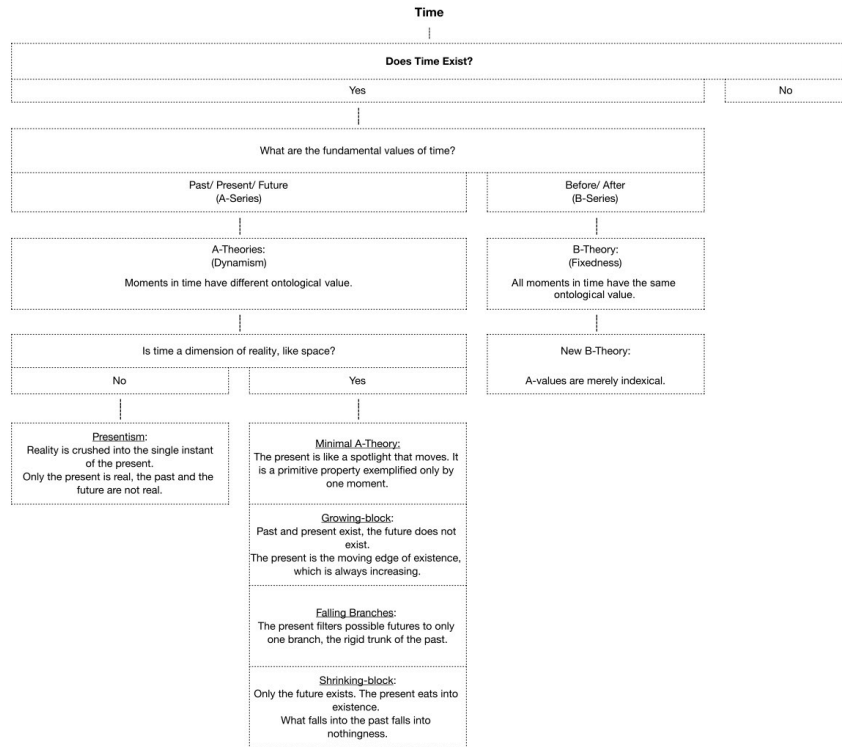 Time
Does Time Exist?
Yes
No
What are the fundamental values of time?
Past/ Present/ Future
(A-Series)
Before/ After
(B-Series)
A-Theories:
(Dynamism)
Moments in time have different ontological value.
B-Theory:
(Fixedness)
All moments in time have the same
ontological value.
Is time a dimension of reality, like space?
No
Yes
New B-Theory:
A-values are merely indexical.
Presentism:
Reality is crushed into the single instant
of the present.
Only the present is real, the past and the
future are not real.
Minimal A-Theory:
The present is like a spotlight that moves. It
is a primitive property exemplified only by
one moment.
Growing-block:
Past and present exist, the future does not
exist.
The present is the moving edge of existence,
which is always increasing.
Falling Branches:
The present filters possible futures to only
one branch, the rigid trunk of the past.
Shrinking-block:
Only the future exists. The present eats into
existence.
What falls into the past falls into
nothingness.